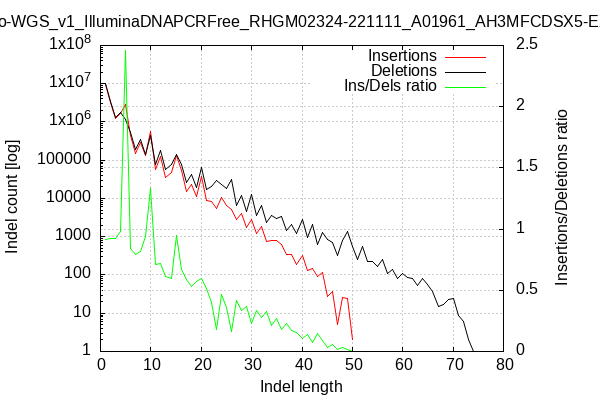 o-WGS_v1_IlluminaDNAPCRFree_RHGM02324-221111_A01961_AH3MFCDSX5-E
Insertions
Deletions
Ins/Dels ratio
1x10^8
1x10^7
1x10^6
100000
10000
1000
100
10
1
2.5
2
1.5
1
0.5
0
0 10 20 30 40 50 60 70 80
Indel count [log]
Insertions/Deletions ratio
Indel length